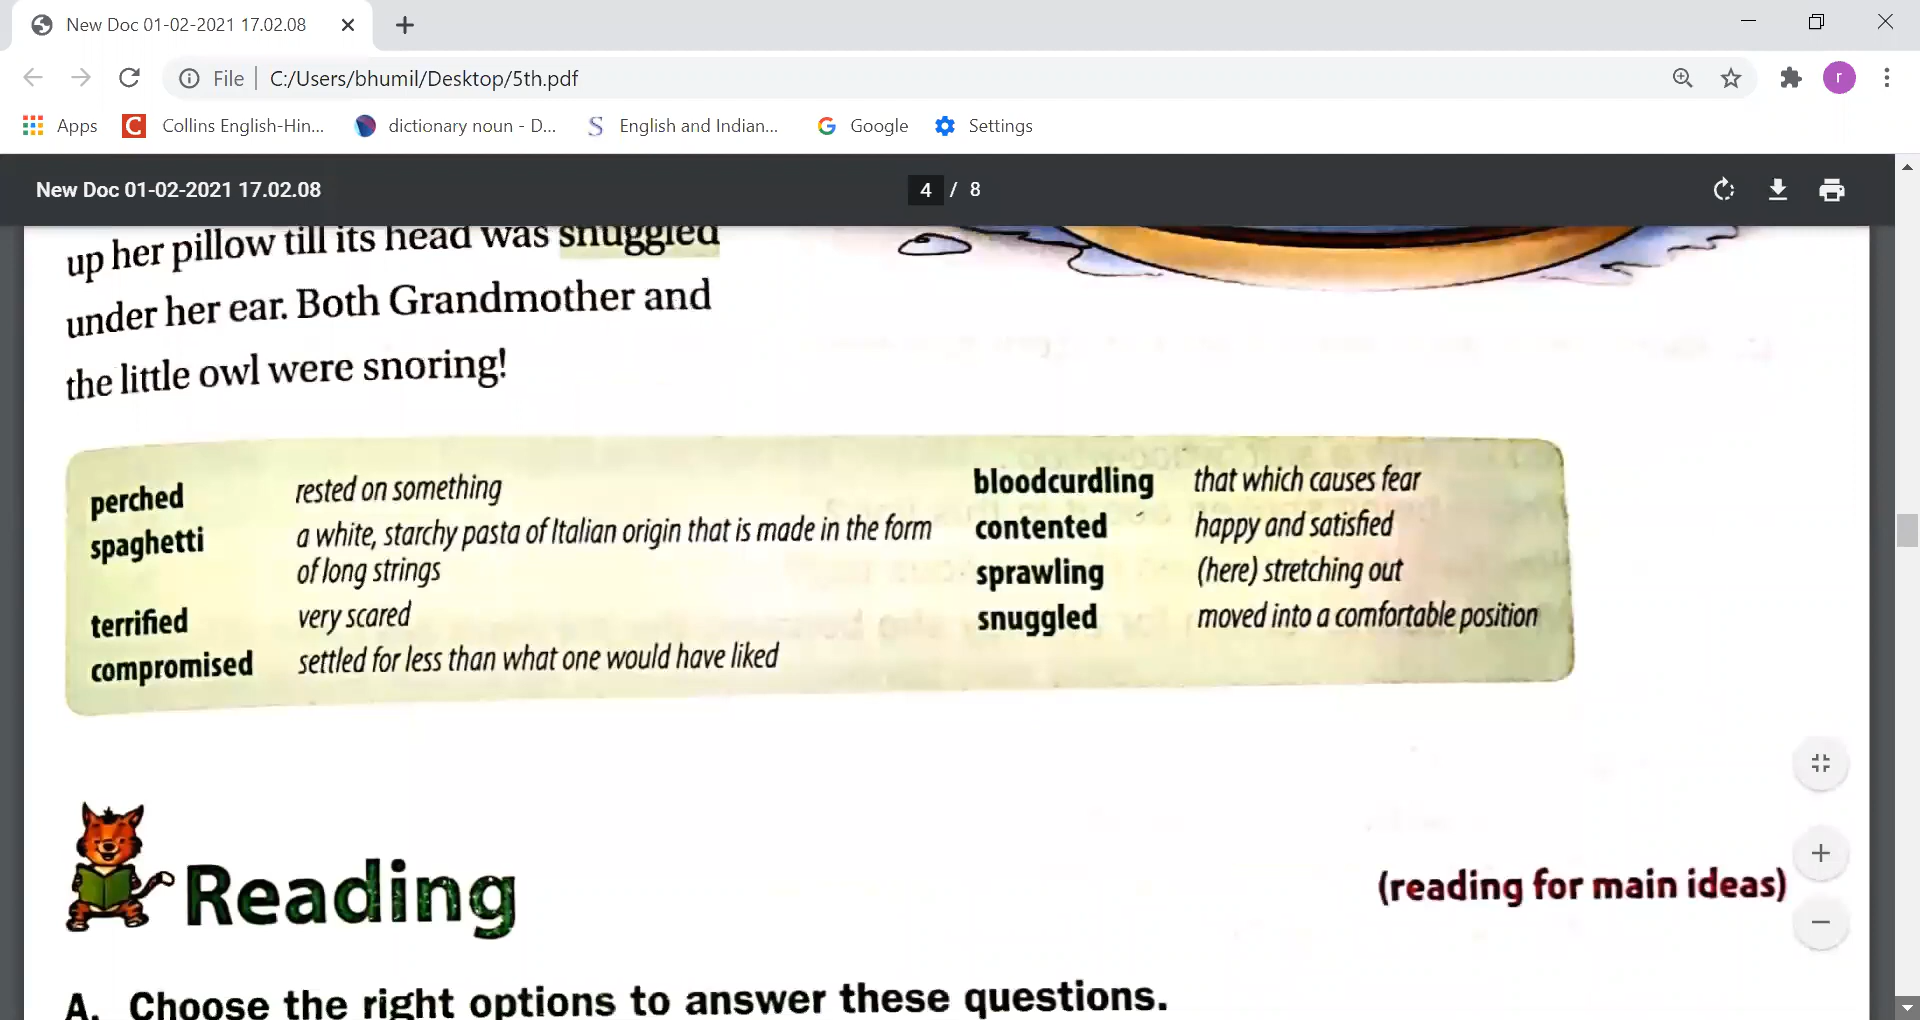 New Doc 01-02-2021 17.02.08
File C:/Users/bhumil/Desktop/5th.pdf
r
Apps Collins English-Hin... dictionary noun - D... English and Indian... Google Settings
New Doc 01-02-2021 17.02.08 4 / 8
up her pillow till its head was snuggled
under her ear. Both Grandmother and
the little owl were snoring!
perched rested on something
spaghetti a white, starchy pasta of Italian origin that is made in the form
of long strings
terrified very scared
compromised settled for less than what one would have liked
bloodcurdling that which causes fear
contented happy and satisfied
sprawling (here) stretching out
snuggled moved into a comfortable position
Reading (reading for main ideas)
A. Choose the right options to answer these questions.